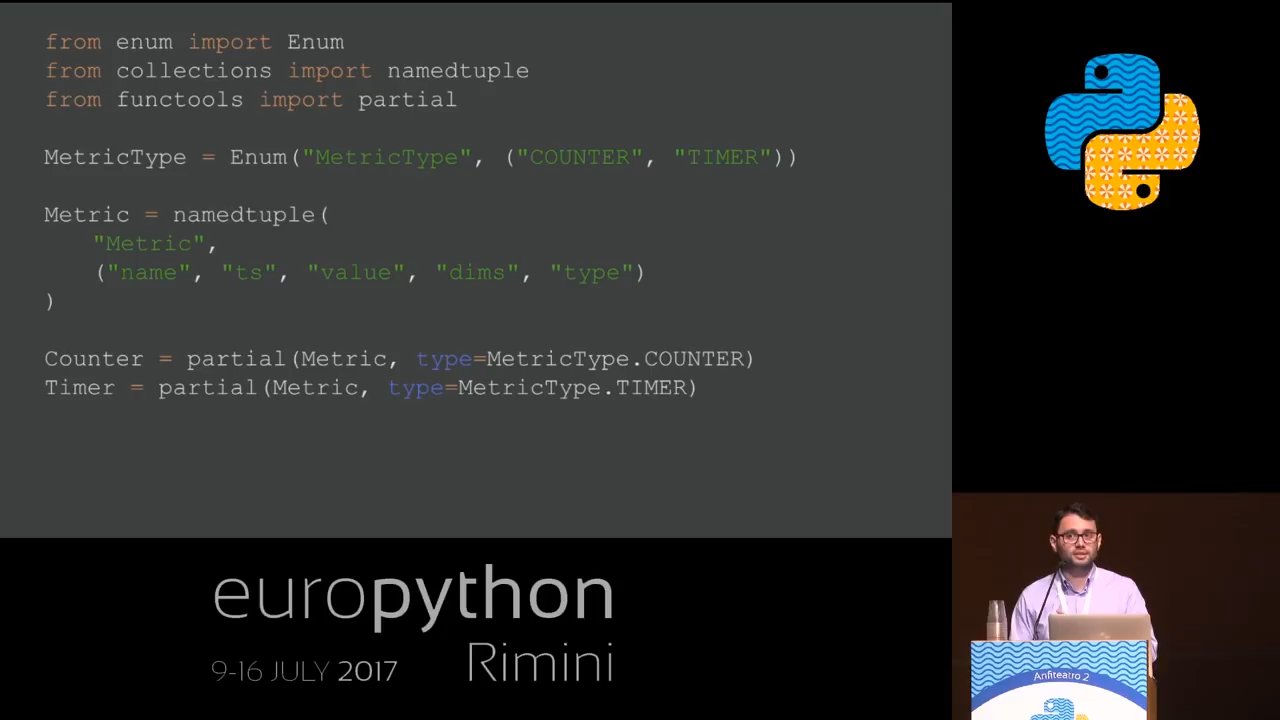 from enum import Enum
from collections import namedtuple
from functools import partial
MetricType = Enum("MetricType", ("COUNTER", "TIMER"))
Metric = namedtuple(
"Metric",
("name", "ts", "value", "dims", "type")
)
Counter = partial(Metric, type=MetricType.COUNTER)
Timer = partial(Metric, type=MetricType.TIMER)
europython
9-16 JULY 2017 Rimini
Anfiteatro 2